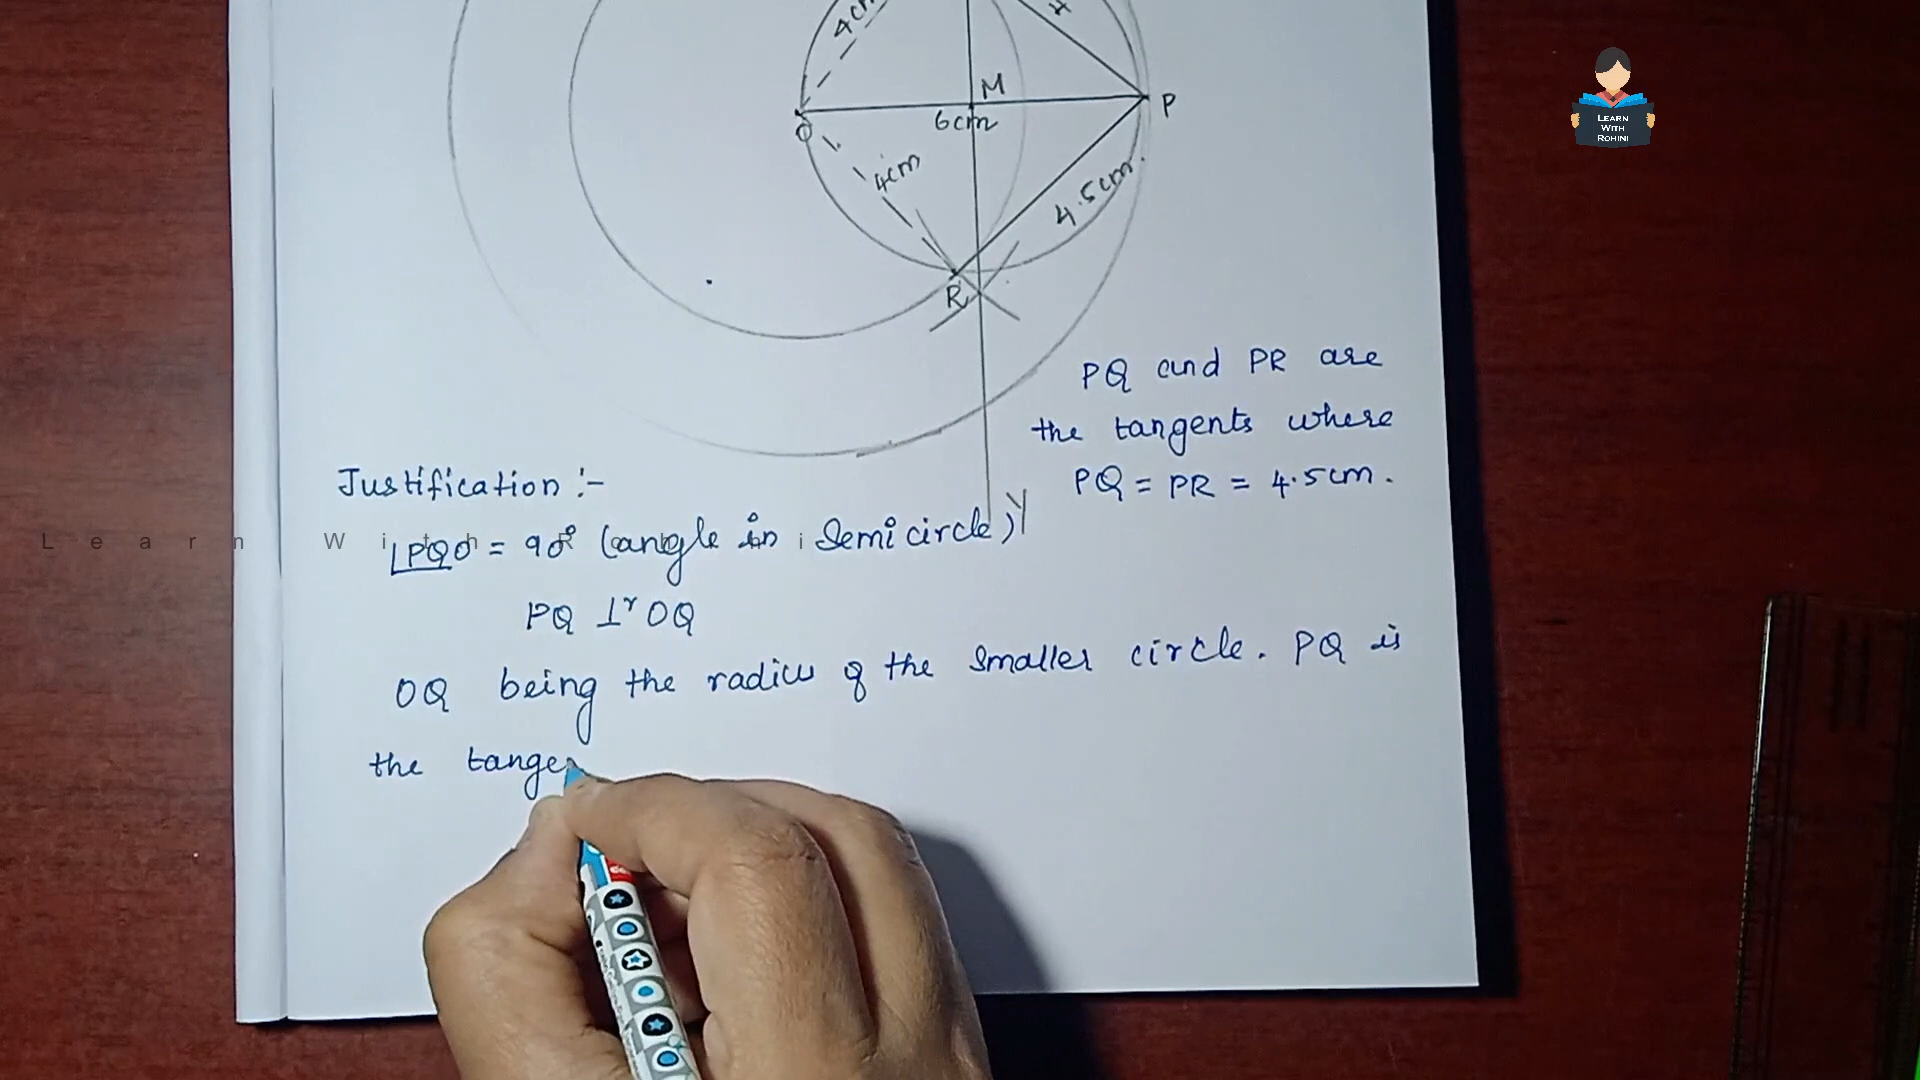 4cm
M
P
O
6cm
4cm
4.5cm.
R
PQ and PR are
the tangents where
PQ = PR = 4.5cm.
Y
Justification :-
∟PQO = 90° (angle in Semicircle)
PQ ⊥r OQ
OQ being the radius of the smaller circle. PQ is
the tange
LEARN
WITH
ROHINI
Learn With Rohini